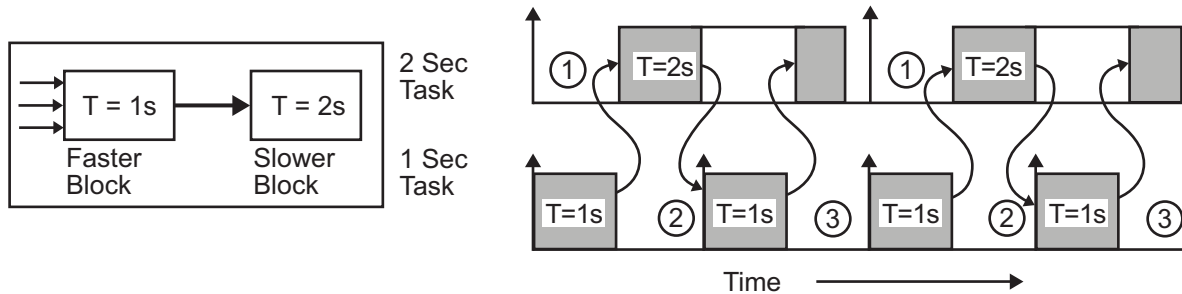 T = 1s
T = 2s
Faster
Block
Slower
Block
2 Sec
Task
1 Sec
Task
1
T=2s
1
T=2s
T=1s
2
T=1s
3
T=1s
2
T=1s
3
Time